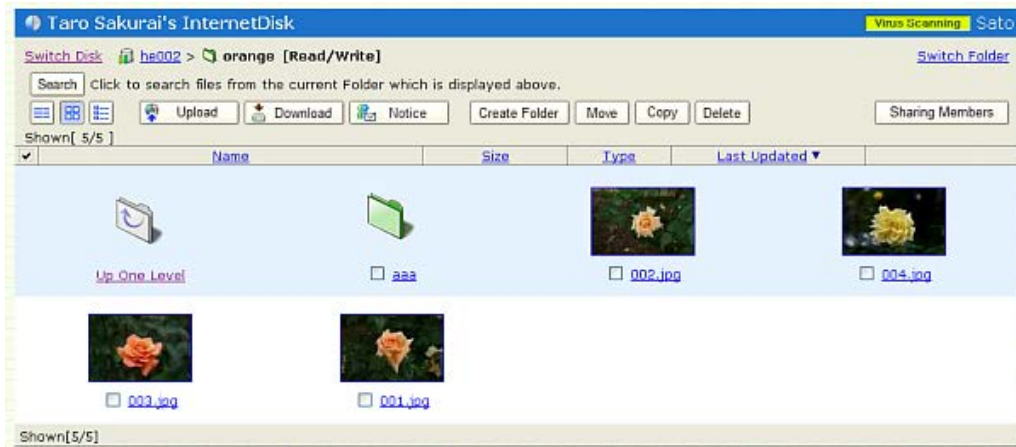 Taro Sakurai's InternetDisk Virus Scanning Sato
Switch Disk he002 > orange [Read/Write] Switch Folder
Search Click to search files from the current Folder which is displayed above.
Upload Download Notice Create Folder Move Copy Delete Sharing Members
Shown[ 5/5 ]
Name Size Type Last Updated ▼
Up One Level aaa 002.jpg 004.jpg
003.jpg 001.jpg
Shown[5/5]